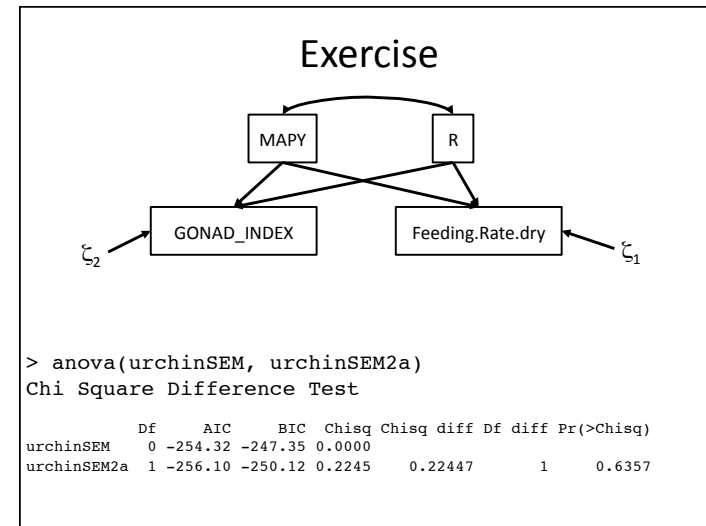 Exercise
MAPY
R
GONAD_INDEX
Feeding.Rate.dry
ζ2
ζ1
> anova(urchinSEM, urchinSEM2a)
Chi Square Difference Test
Df AIC BIC Chisq Chisq diff Df diff Pr(>Chisq)
urchinSEM 0 -254.32 -247.35 0.0000
urchinSEM2a 1 -256.10 -250.12 0.2245 0.22447 1 0.6357